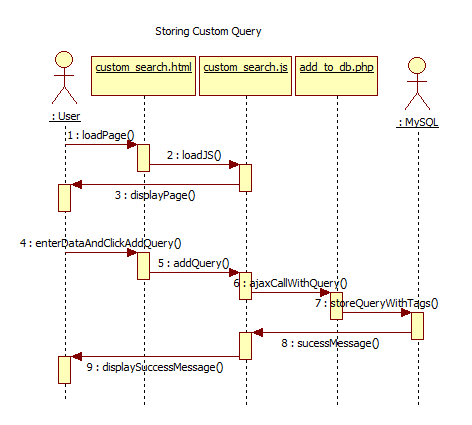 Storing Custom Query
custom_search.html
custom_search.js
add_to_db.php
: User
: MySQL
1 : loadPage()
2 : loadJS()
3 : displayPage()
4 : enterDataAndClickAddQuery()
5 : addQuery()
6 : ajaxCallWithQuery()
7 : storeQueryWithTags()
8 : sucessMessage()
9 : displaySuccessMessage()